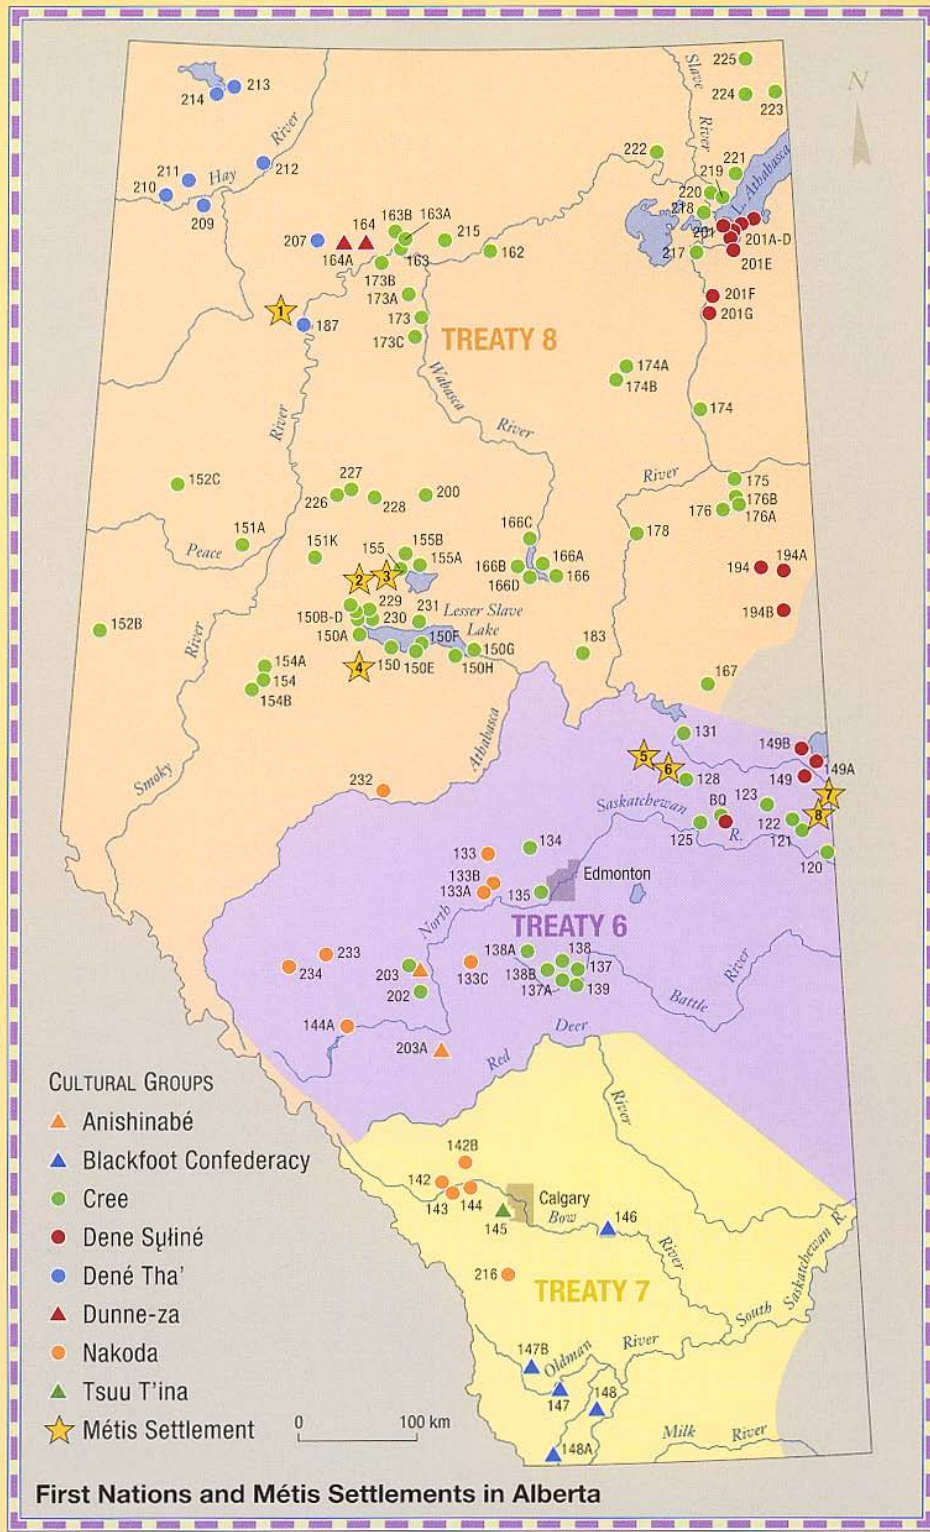 225
224
223
Slave
River
N
213
214
River
212
211
Hay
210
209
222
221
219
220
218
L. Athabasca
201
201A-D
201E
217
164
163B
163A
215
207
164A
163
162
173B
173A
201F
201G
1
187
173
173C
TREATY 8
174A
174B
174
Wabasca
River
River
River
152C
227
226
228
200
175
176B
176
176A
151A
Peace
151K
155B
155
155A
166C
166B
166A
166D
166
178
194A
194
194B
2
3
229
150B-D
230
231
Lesser Slave
Lake
150A
150F
150G
150
150E
150H
183
152B
River
4
154A
154
154B
167
Athabasca
Smoky
232
131
5
6
128
149B
149A
149
7
8
Saskatchewan
BQ
123
125
R.
122
121
120
133
134
133B
133A
135
Edmonton
North
TREATY 6
233
234
203
202
133C
138A
138
138B
137
137A
139
River
Battle
144A
203A
Deer
Red
River
CULTURAL GROUPS
Anishinabé
Blackfoot Confederacy
Cree
Dene Sųłiné
Dené Tha'
Dunne-za
Nakoda
Tsuu T'ina
Métis Settlement
142B
142
143
144
145
Calgary
Bow
146
River
216
TREATY 7
Saskatchewan R.
South
River
147B
Oldman
147
148
148A
Milk River
0 100 km
First Nations and Métis Settlements in Alberta